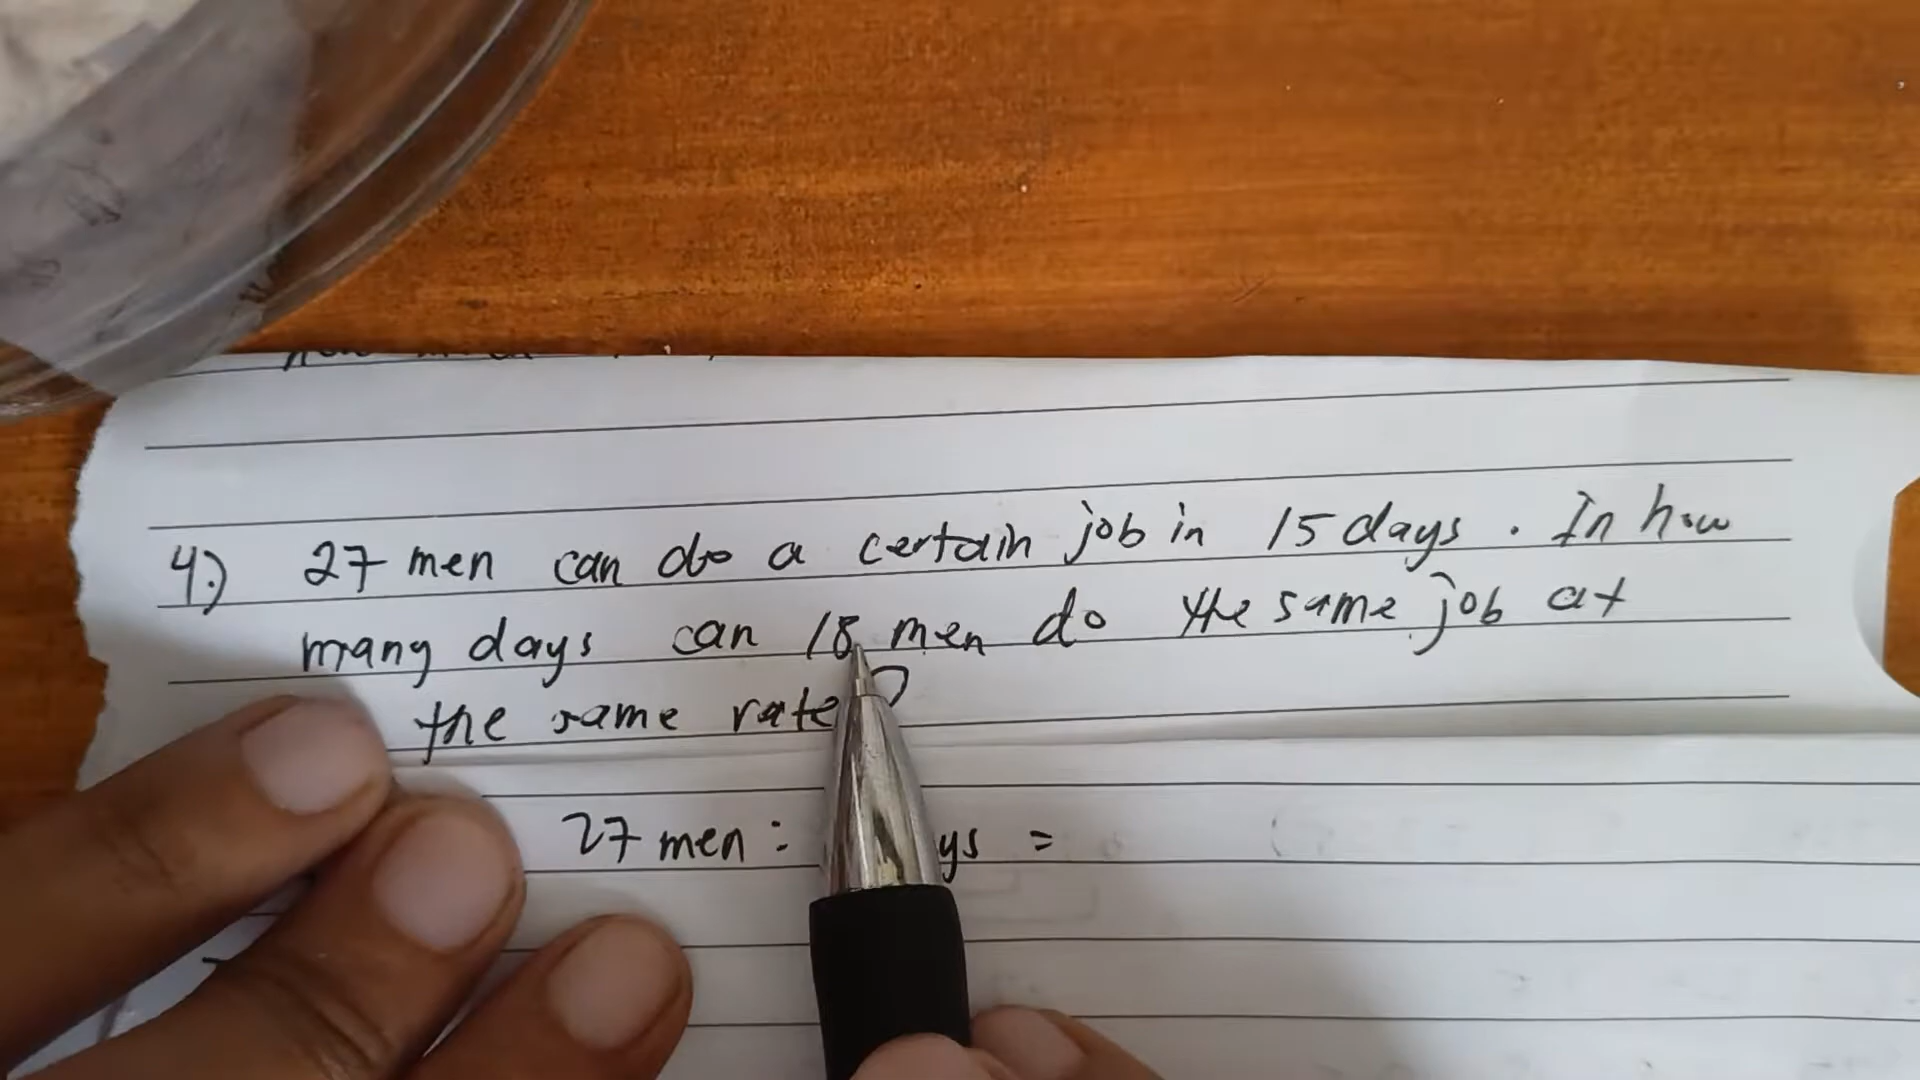 4.) 27 men can do a certain job in 15 days. In how
many days can 18 men do the same job at
the same rate?
27 men : ys =